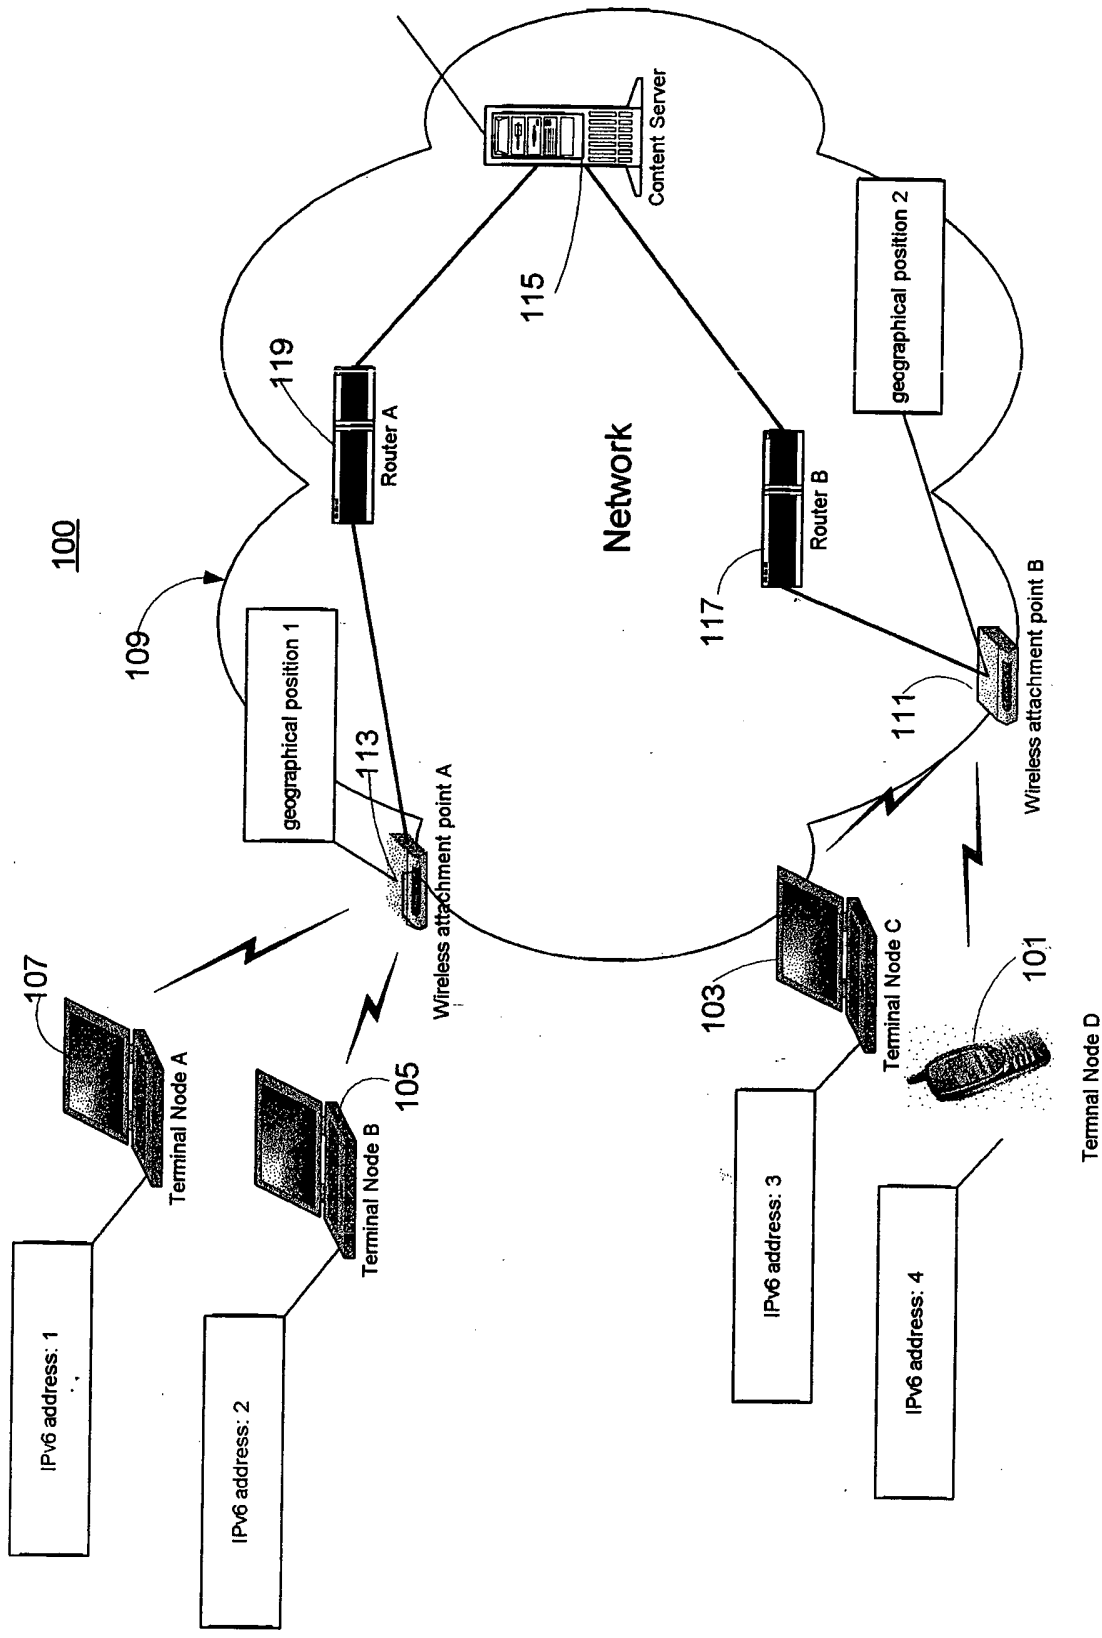 100
109
IPv6 address: 1
107
Terminal Node A
IPv6 address: 2
105
Terminal Node B
geographical position 1
113
Wireless attachment point A
119
Router A
115
Content Server
Network
117
Router B
geographical position 2
111
Wireless attachment point B
IPv6 address: 3
103
Terminal Node C
IPv6 address: 4
101
Termnal Node D